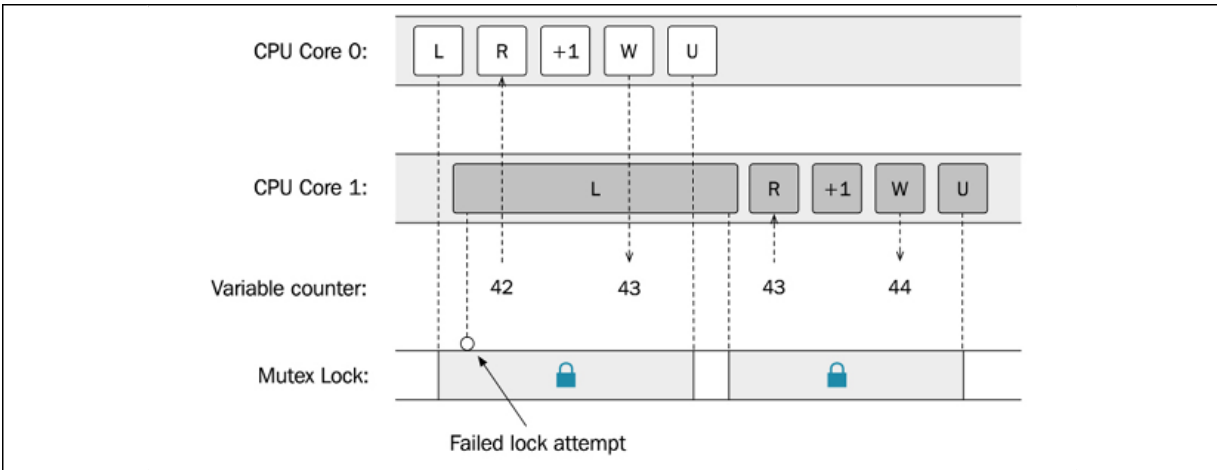 CPU Core 0: L R +1 W U
CPU Core 1: L R +1 W U
Variable counter: 42 43 43 44
Mutex Lock:
Failed lock attempt